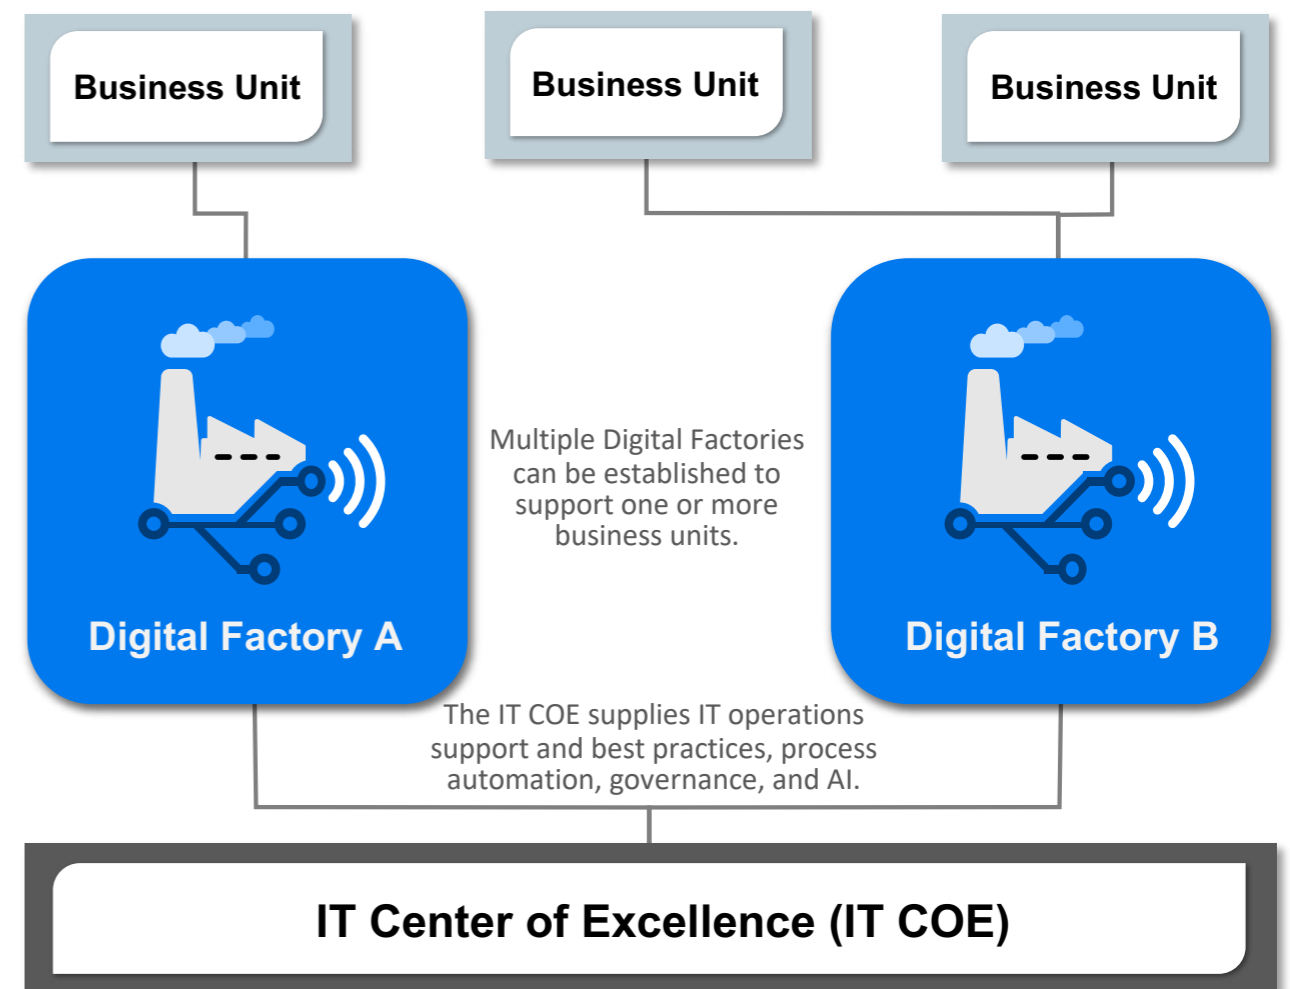 Business Unit
Business Unit
Business Unit
Multiple Digital Factories
can be established to
support one or more
business units.
Digital Factory A
Digital Factory B
The IT COE supplies IT operations
support and best practices, process
automation, governance, and AI.
IT Center of Excellence (IT COE)